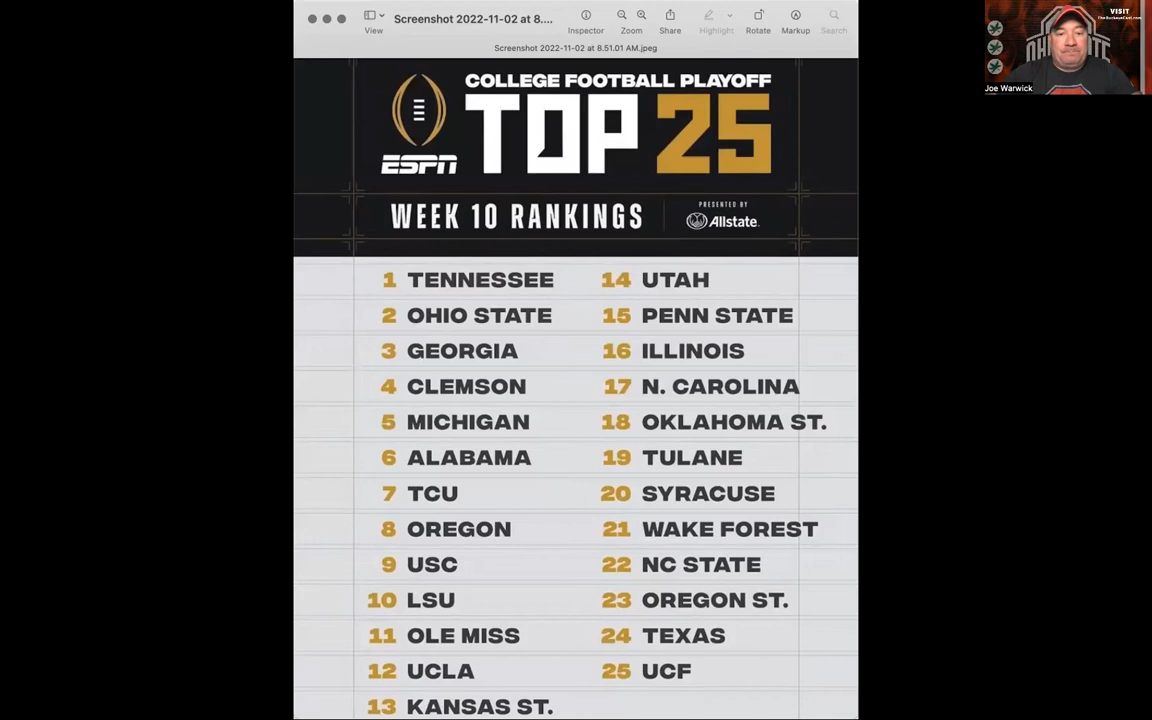 Screenshot 2022-11-02 at 8....
View
Inspector
Zoom
Share
Highlight
Rotate
Markup
Search
Screenshot 2022-11-02 at 8.51.01 AM.jpeg
VISIT
TheBuckeyeCast.com
OHIO STATE
Joe Warwick
COLLEGE FOOTBALL PLAYOFF
TOP 25
ESPN
WEEK 10 RANKINGS
PRESENTED BY
Allstate
1 TENNESSEE
2 OHIO STATE
3 GEORGIA
4 CLEMSON
5 MICHIGAN
6 ALABAMA
7 TCU
8 OREGON
9 USC
10 LSU
11 OLE MISS
12 UCLA
13 KANSAS ST.
14 UTAH
15 PENN STATE
16 ILLINOIS
17 N. CAROLINA
18 OKLAHOMA ST.
19 TULANE
20 SYRACUSE
21 WAKE FOREST
22 NC STATE
23 OREGON ST.
24 TEXAS
25 UCF